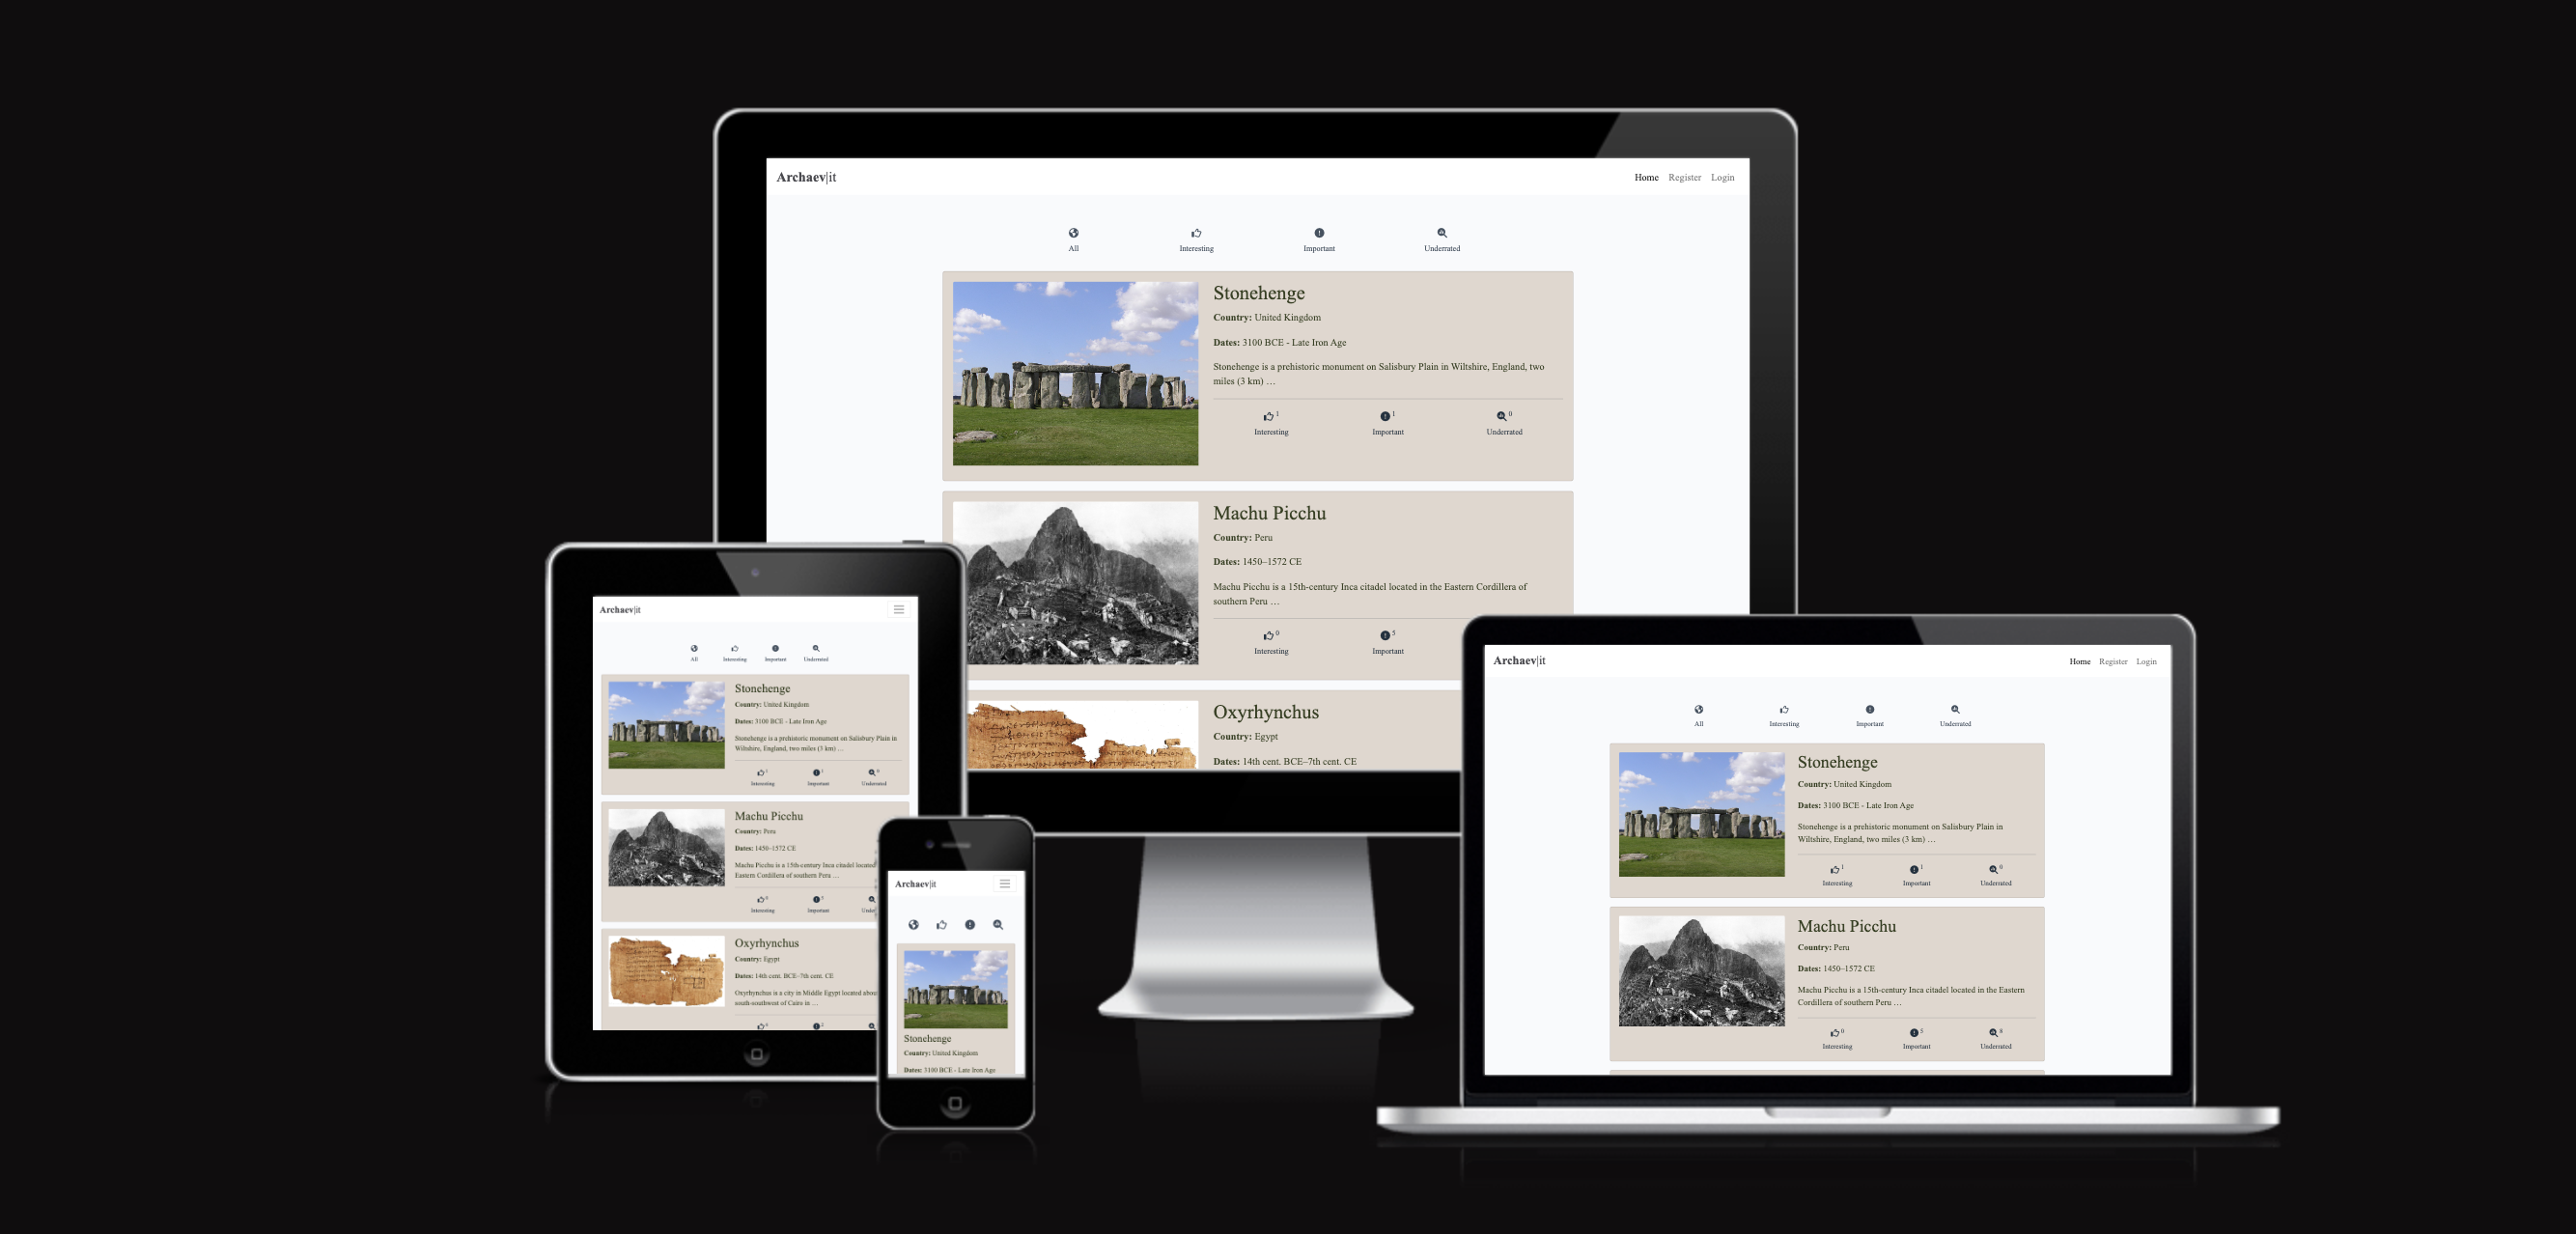 Archaev|it
Home Register Login
All Interesting Important Underrated
Stonehenge
Country: United Kingdom
Dates: 3100 BCE - Late Iron Age
Stonehenge is a prehistoric monument on Salisbury Plain in Wiltshire, England, two
miles (3 km) …
1 1 0
Interesting Important Underrated
Machu Picchu
Country: Peru
Dates: 1450–1572 CE
Machu Picchu is a 15th-century Inca citadel located in the Eastern Cordillera of
southern Peru …
0 5
Interesting Important
Oxyrhynchus
Country: Egypt
Dates: 14th cent. BCE–7th cent. CE
Archaev|it
All Interesting Important Underrated
Stonehenge
Country: United Kingdom
Dates: 3100 BCE - Late Iron Age
Stonehenge is a prehistoric monument on Salisbury Plain in
Wiltshire, England, two miles (3 km) …
1 1 0
Interesting Important Underrated
Machu Picchu
Country: Peru
Dates: 1450–1572 CE
Machu Picchu is a 15th-century Inca citadel located
Eastern Cordillera of southern Peru …
0 5
Interesting Important
Oxyrhynchus
Country: Egypt
Dates: 14th cent. BCE–7th cent. CE
Oxyrhynchus is a city in Middle Egypt located
south-southwest of Cairo in …
Archaev|it
Stonehenge
Country: United Kingdom
Dates: 3100 BCE - Late Iron Age
Archaev|it
Home Register Login
All Interesting Important Underrated
Stonehenge
Country: United Kingdom
Dates: 3100 BCE - Late Iron Age
Stonehenge is a prehistoric monument on Salisbury Plain in
Wiltshire, England, two miles (3 km) …
1 1 0
Interesting Important Underrated
Machu Picchu
Country: Peru
Dates: 1450–1572 CE
Machu Picchu is a 15th-century Inca citadel located in the Eastern
Cordillera of southern Peru …
0 5 8
Interesting Important Underrated